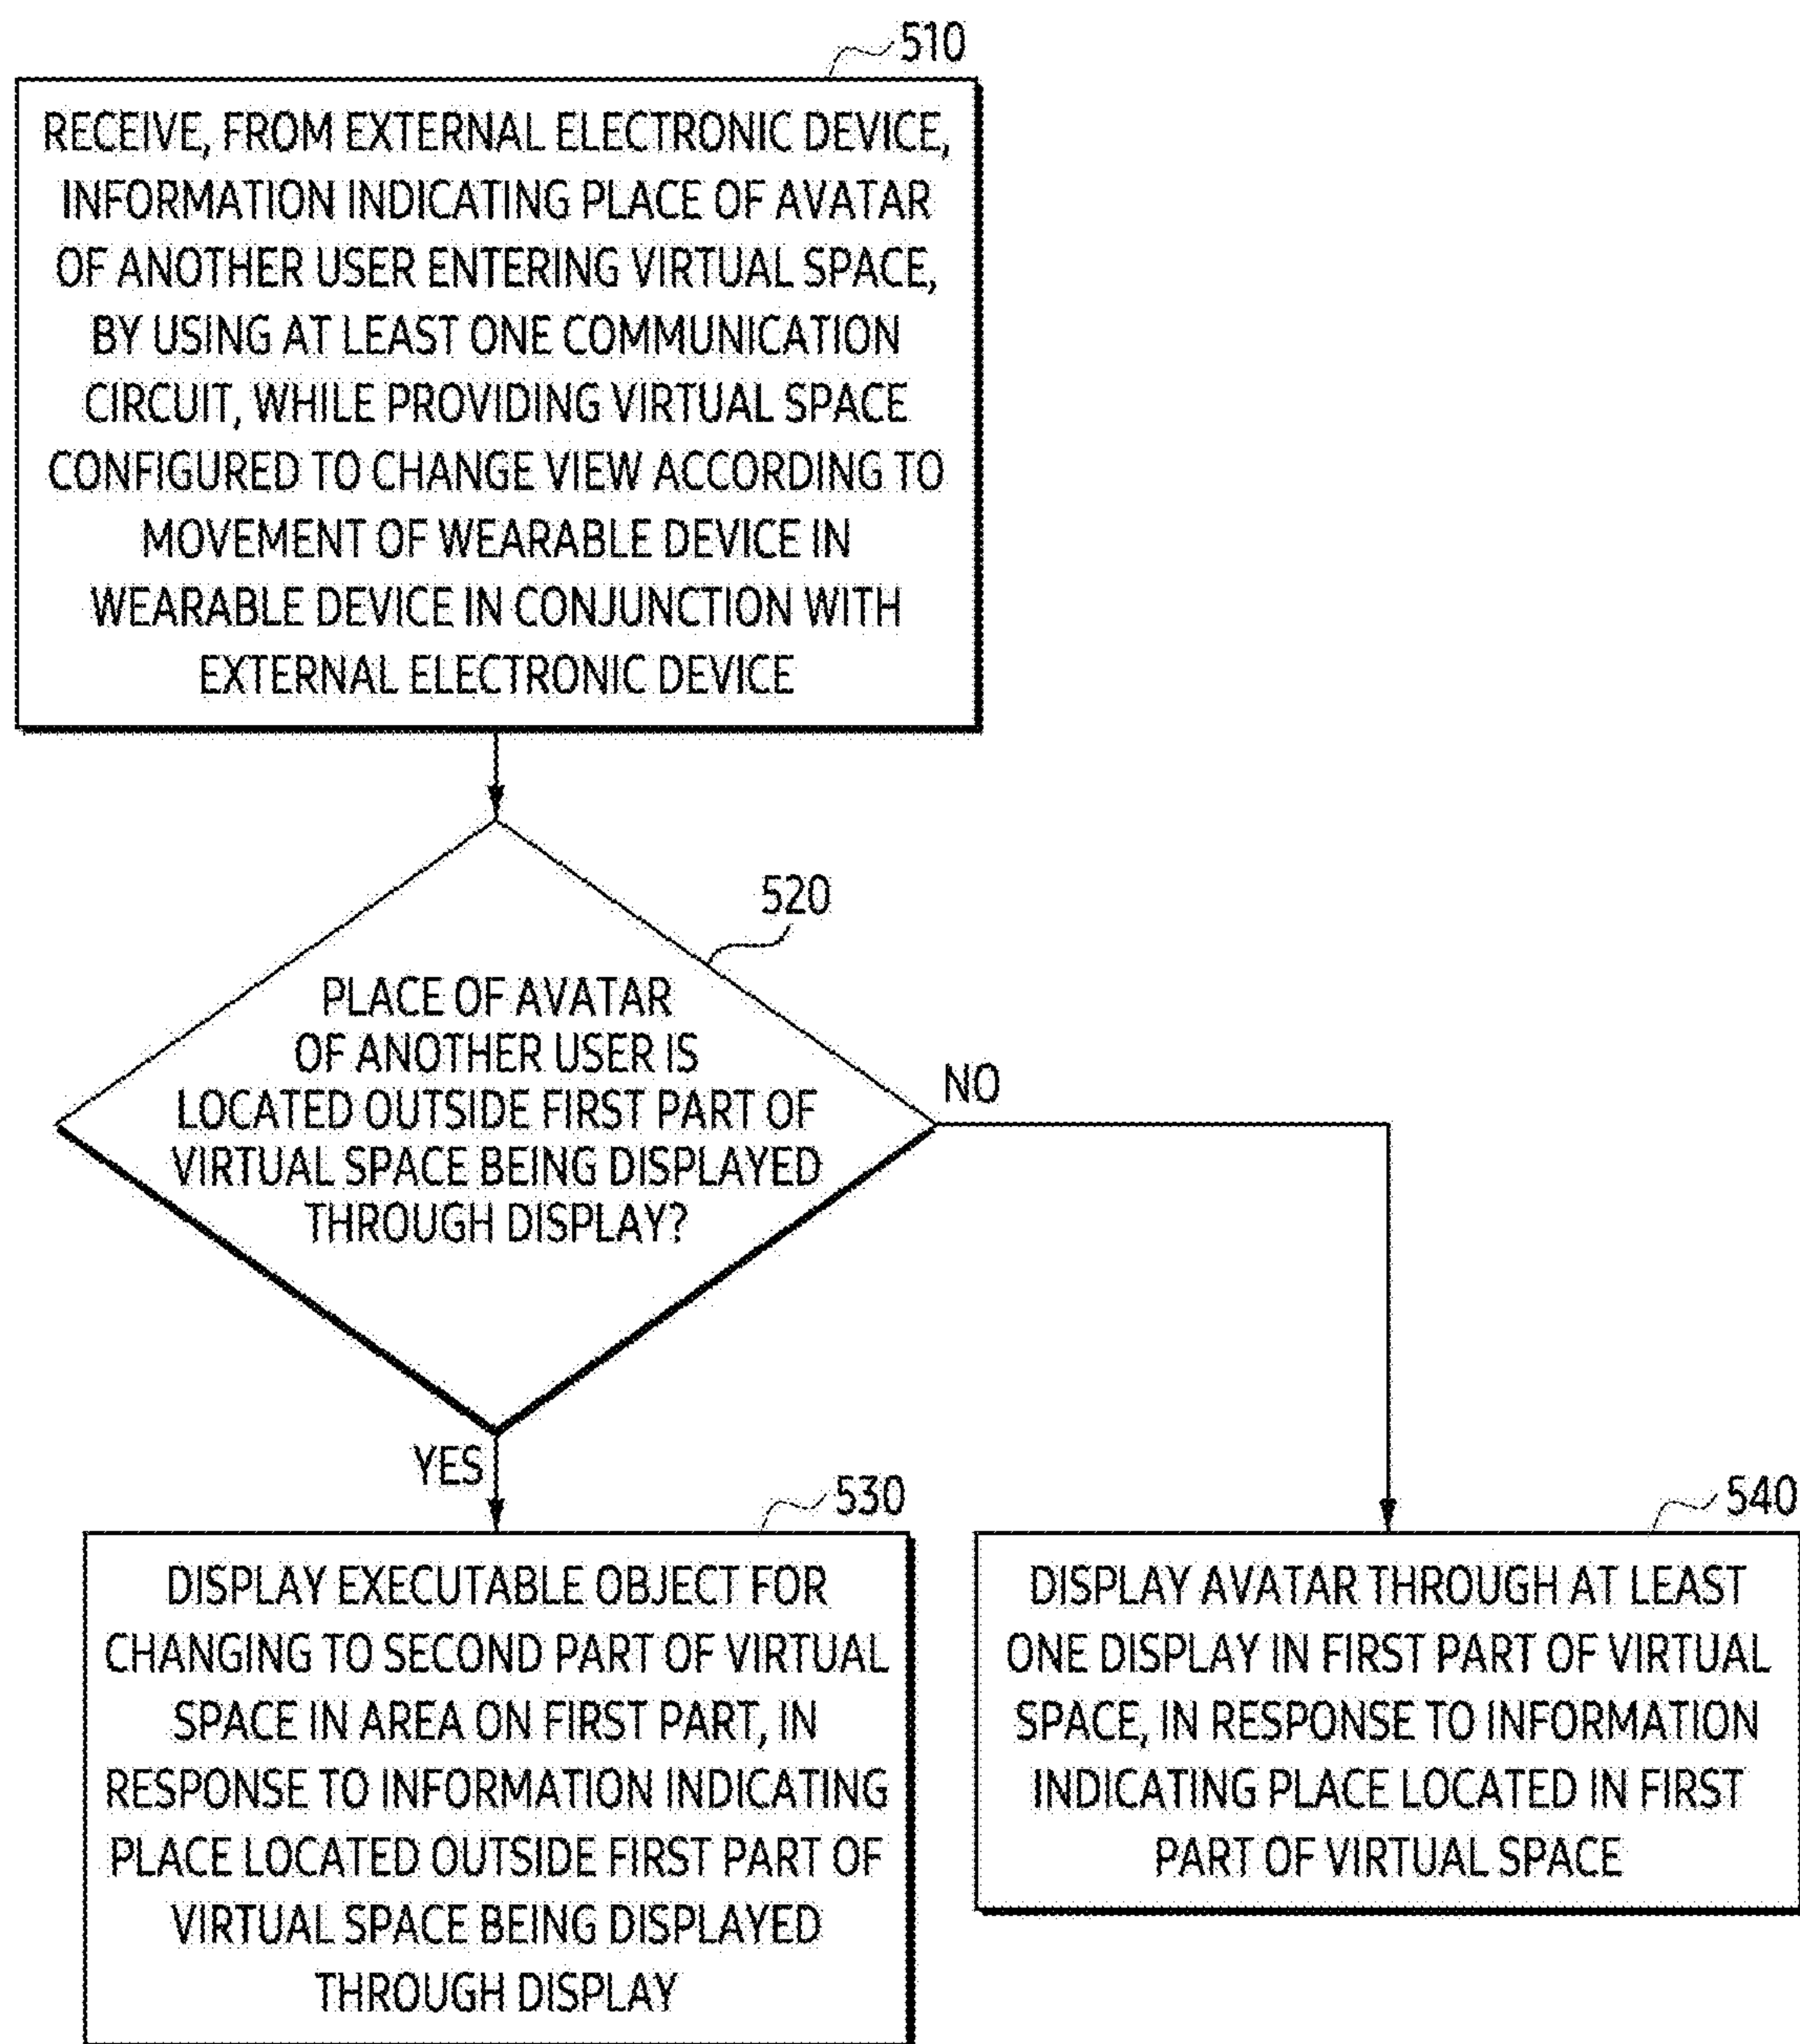 510
RECEIVE, FROM EXTERNAL ELECTRONIC DEVICE,
INFORMATION INDICATING PLACE OF AVATAR
OF ANOTHER USER ENTERING VIRTUAL SPACE,
BY USING AT LEAST ONE COMMUNICATION
CIRCUIT, WHILE PROVIDING VIRTUAL SPACE
CONFIGURED TO CHANGE VIEW ACCORDING TO
MOVEMENT OF WEARABLE DEVICE IN
WEARABLE DEVICE IN CONJUNCTION WITH
EXTERNAL ELECTRONIC DEVICE
520
PLACE OF AVATAR
OF ANOTHER USER IS
LOCATED OUTSIDE FIRST PART OF
VIRTUAL SPACE BEING DISPLAYED
THROUGH DISPLAY?
NO
YES
530
DISPLAY EXECUTABLE OBJECT FOR
CHANGING TO SECOND PART OF VIRTUAL
SPACE IN AREA ON FIRST PART, IN
RESPONSE TO INFORMATION INDICATING
PLACE LOCATED OUTSIDE FIRST PART OF
VIRTUAL SPACE BEING DISPLAYED
THROUGH DISPLAY
540
DISPLAY AVATAR THROUGH AT LEAST
ONE DISPLAY IN FIRST PART OF VIRTUAL
SPACE, IN RESPONSE TO INFORMATION
INDICATING PLACE LOCATED IN FIRST
PART OF VIRTUAL SPACE